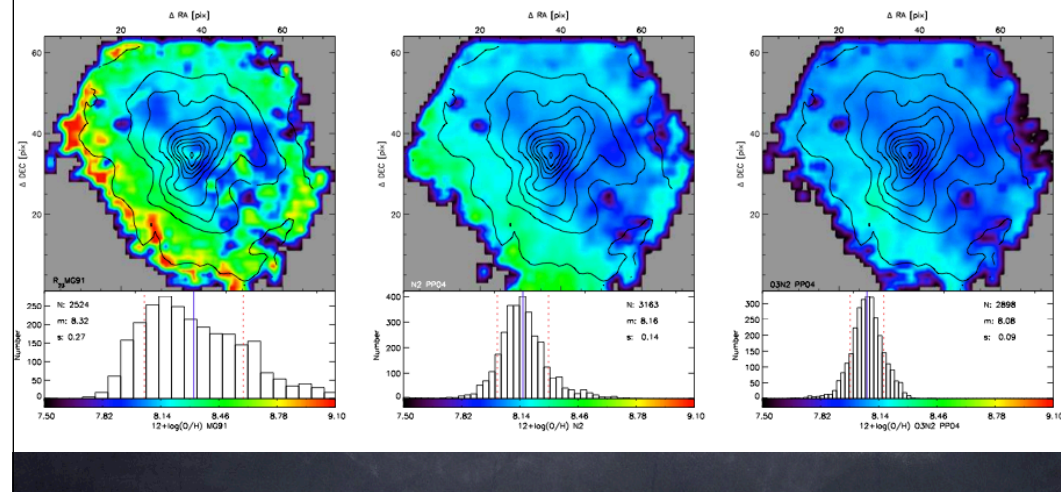 Δ RA [pix]
20 40 60
60
40
20
Δ DEC [pix]
R23 MG91
250
200
150
100
50
0
Number
N: 2524
m: 8.32
s: 0.27
7.50 7.82 8.14 8.46 8.78 9.10
12+log(O/H) MG91
Δ RA [pix]
20 40 60
60
40
20
Δ DEC [pix]
N2 PP04
400
300
200
100
0
Number
N: 3163
m: 8.16
s: 0.14
7.50 7.82 8.14 8.46 8.78 9.10
12+log(O/H) N2
Δ RA [pix]
20 40 60
60
40
20
Δ DEC [pix]
O3N2 PP04
300
250
200
150
100
50
0
Number
N: 2898
m: 8.08
s: 0.09
7.50 7.82 8.14 8.46 8.78 9.10
12+log(O/H) O3N2 PP04